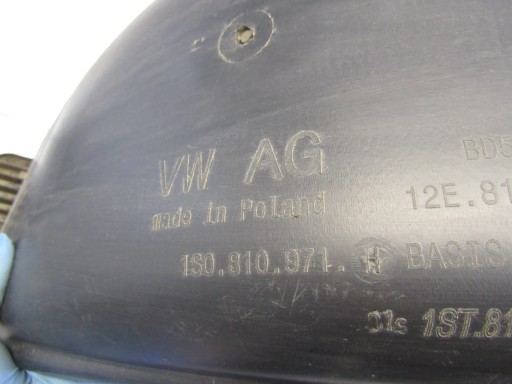 VW AG
made in Poland
1S0.810.971. H BASIS
BD5
12E.81
1ST.81